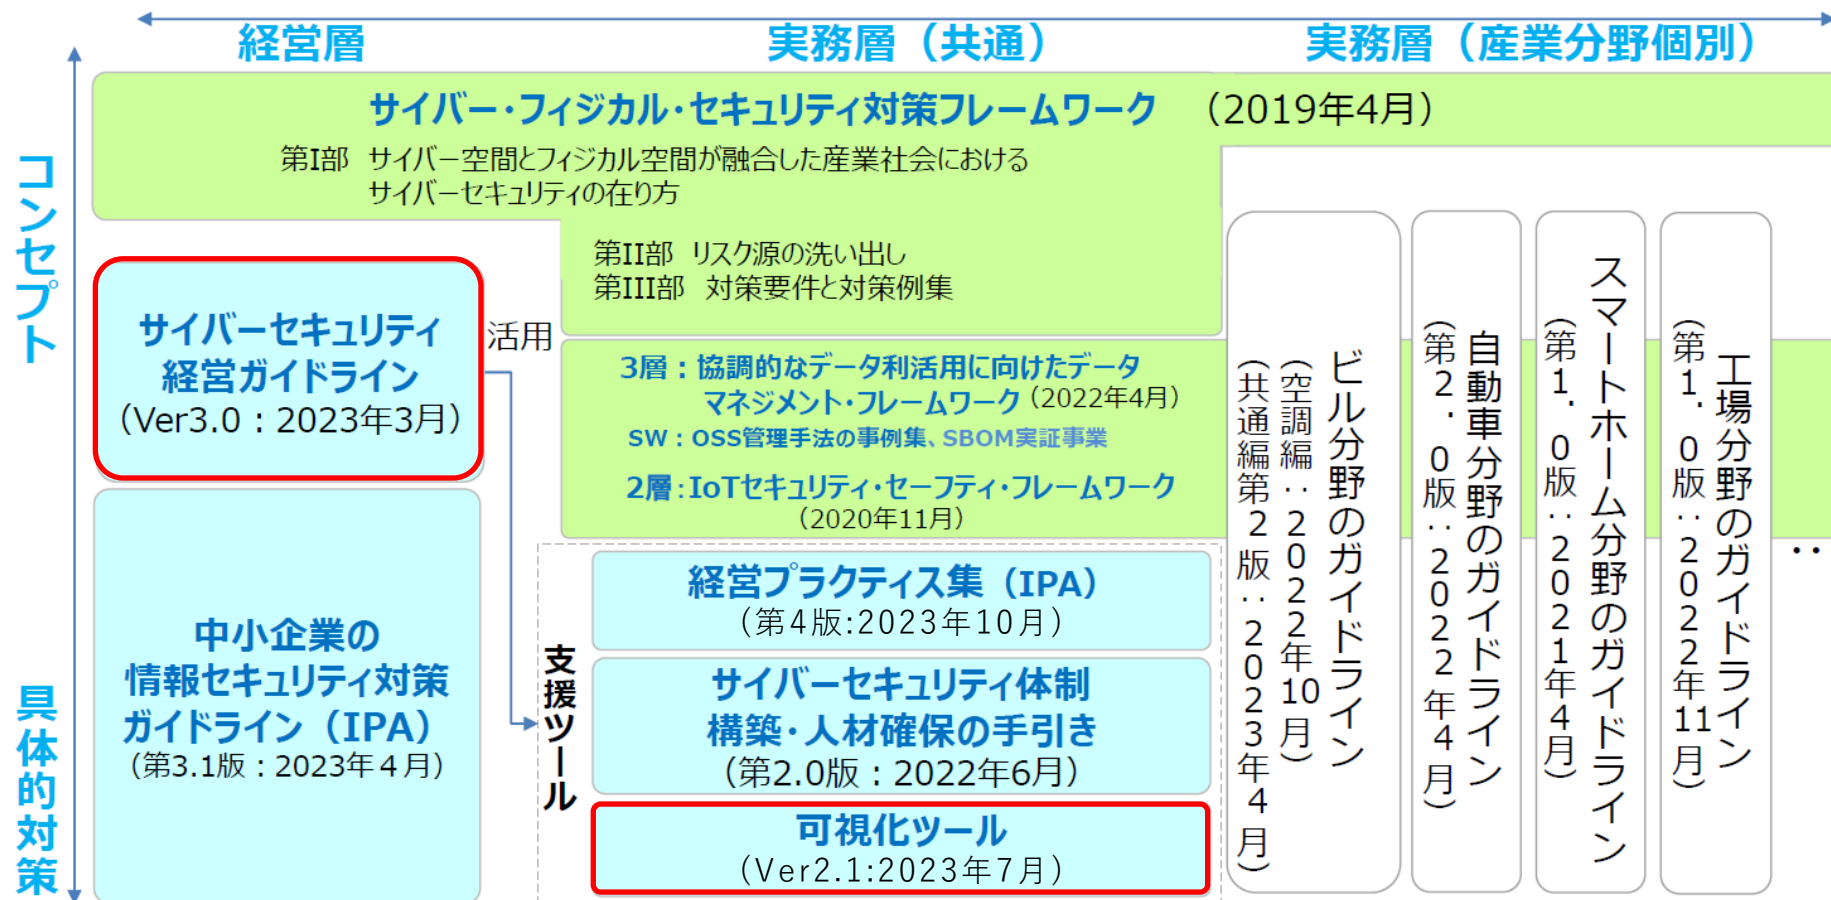 経営層
実務層（共通）
実務層（産業分野個別）
コンセプト
具体的対策
サイバー・フィジカル・セキュリティ対策フレームワーク （2019年4月）
第I部 サイバー空間とフィジカル空間が融合した産業社会における
サイバーセキュリティの在り方
第II部 リスク源の洗い出し
第III部 対策要件と対策例集
サイバーセキュリティ
経営ガイドライン
（Ver3.0：2023年3月）
活用
3層：協調的なデータ利活用に向けたデータ
マネジメント・フレームワーク（2022年4月）
SW：OSS管理手法の事例集、SBOM実証事業
2層：IoTセキュリティ・セーフティ・フレームワーク
（2020年11月）
中小企業の
情報セキュリティ対策
ガイドライン（IPA）
（第3.1版：2023年４月）
支援ツール
経営プラクティス集（IPA）
（第4版:2023年10月）
サイバーセキュリティ体制
構築・人材確保の手引き
（第2.0版：2022年6月）
可視化ツール
（Ver2.1:2023年7月）
ビル分野のガイドライン
（空調編：２０２２年10月）
（共通編第２版：２０２３年４月）
自動車分野のガイドライン
（第２．０版：２０２２年４月）
スマートホーム分野のガイドライン
（第１．０版：２０２１年４月）
工場分野のガイドライン
（第１．０版：２０２２年11月）
‥